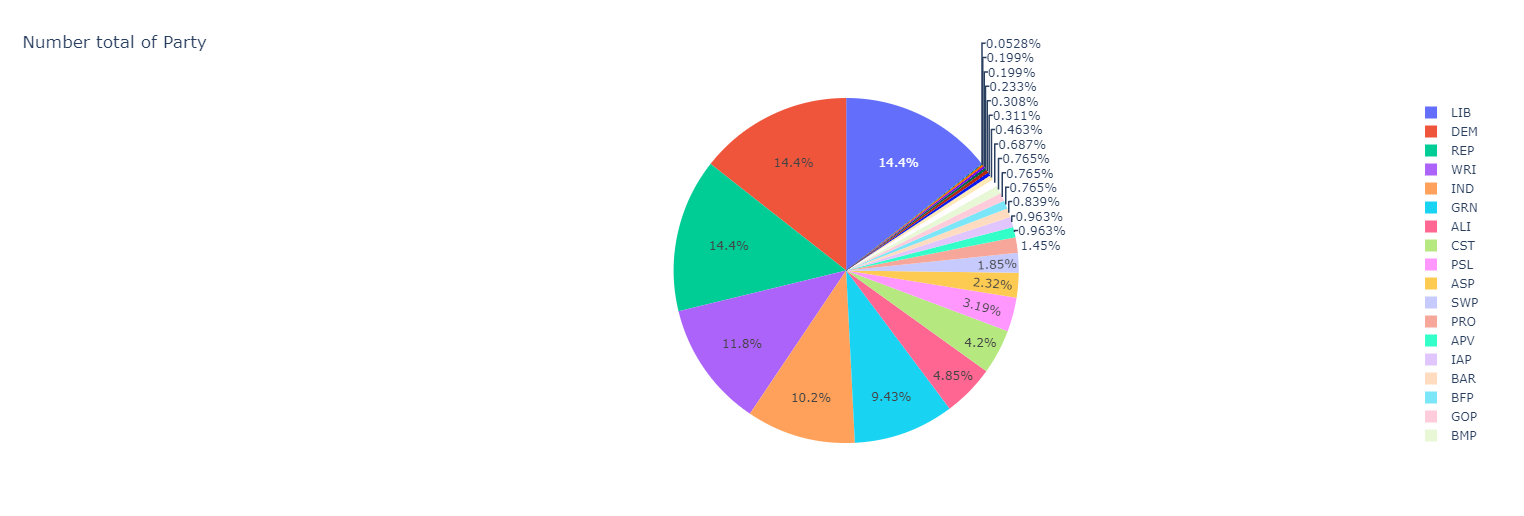 Number total of Party
0.0528%
0.199%
0.199%
0.233%
0.308%
0.311%
0.463%
0.687%
0.765%
0.765%
0.765%
0.839%
0.963%
0.963%
1.45%
14.4%
14.4%
14.4%
11.8%
10.2%
9.43%
4.85%
4.2%
3.19%
2.32%
1.85%
LIB
DEM
REP
WRI
IND
GRN
ALI
CST
PSL
ASP
SWP
PRO
APV
IAP
BAR
BFP
GOP
BMP